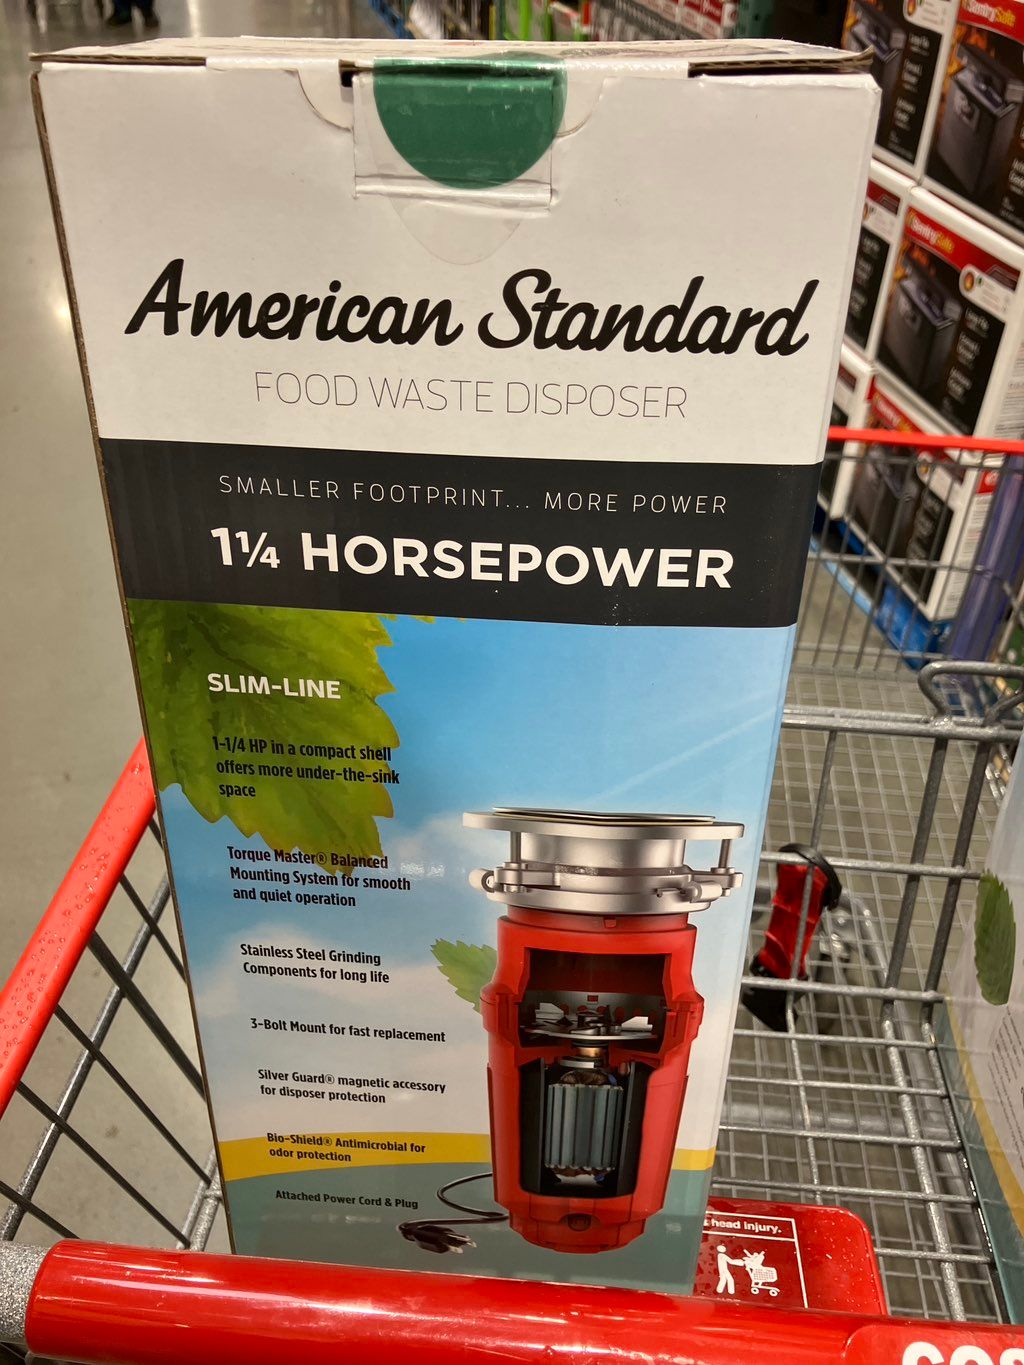 American Standard
FOOD WASTE DISPOSER
SMALLER FOOTPRINT... MORE POWER
1¼ HORSEPOWER
SLIM-LINE
1-1/4 HP in a compact shell
offers more under-the-sink
space
Torque Master® Balanced
Mounting System for smooth
and quiet operation
Stainless Steel Grinding
Components for long life
3-Bolt Mount for fast replacement
Silver Guard® magnetic accessory
for disposer protection
Bio-Shield® Antimicrobial for
odor protection
Attached Power Cord & Plug
head injury.
SentrySafe
SentrySafe